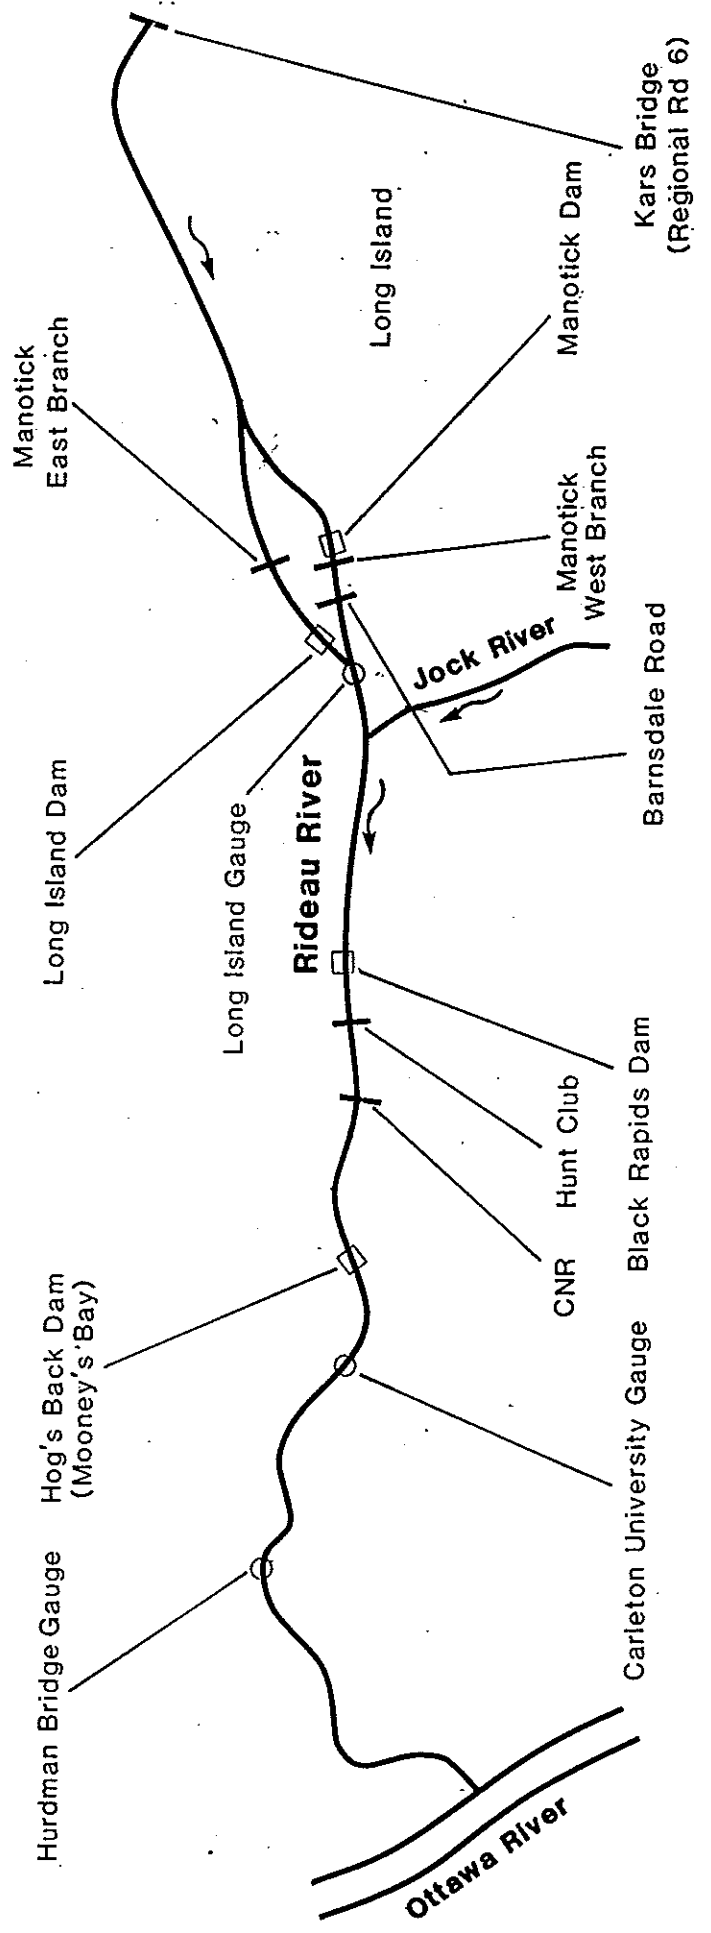 Hurdman Bridge Gauge
Hog's Back Dam
(Mooney's Bay)
Long Island Dam
Manotick
East Branch
Long Island Gauge
Rideau River
Long Island
Ottawa River
Carleton University Gauge
CNR
Hunt Club
Black Rapids Dam
Jock River
Barnsdale Road
Manotick
West Branch
Manotick Dam
Kars Bridge
(Regional Rd 6)